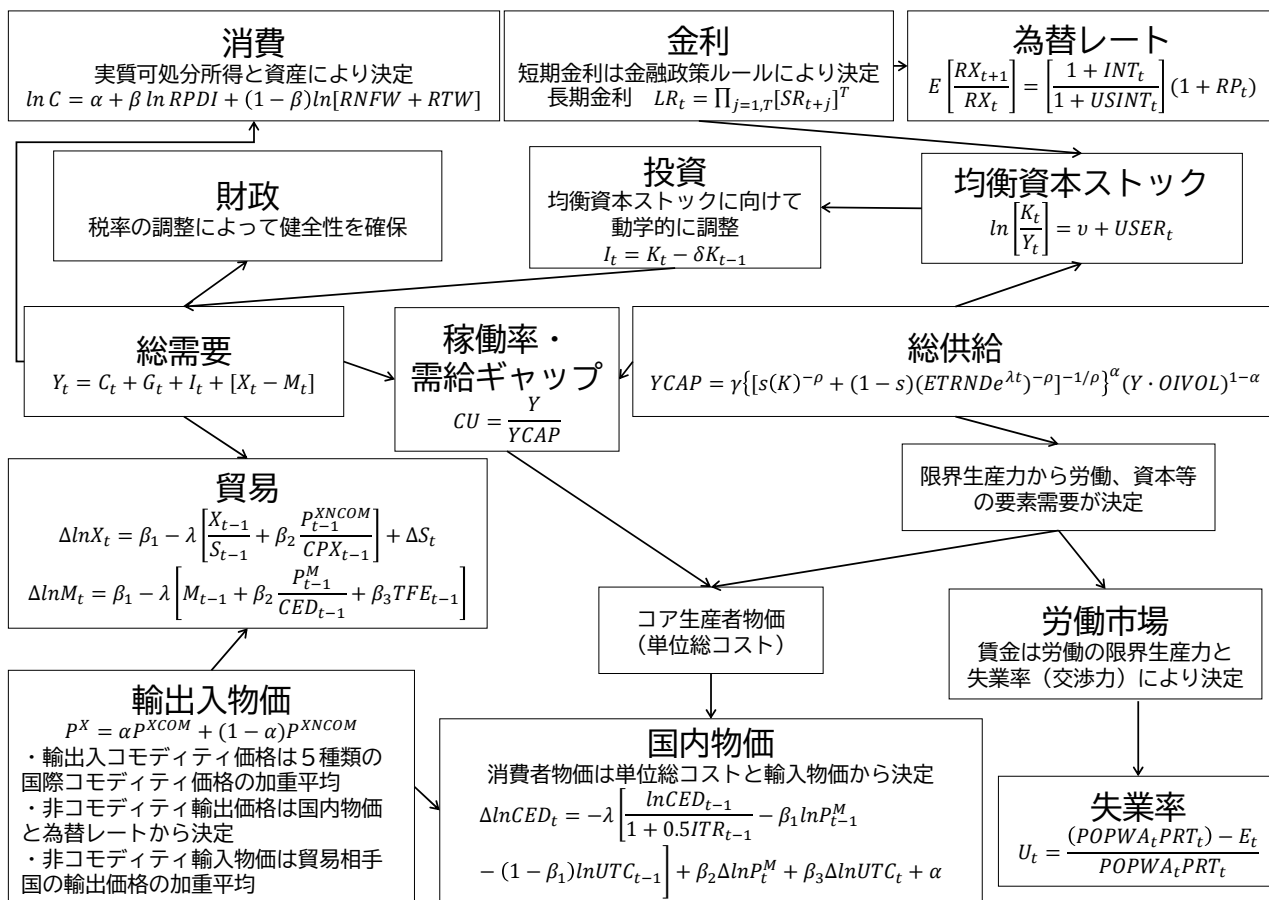 消費
実質可処分所得と資産により決定
ln C = α + β ln RPDI + (1 − β)ln[RNFW + RTW]
金利
短期金利は金融政策ルールにより決定
長期金利 LR_t = ∏_{j=1,T}[SR_{t+j}]^T
為替レート
E[RX_{t+1}/RX_t] = [(1 + INT_t)/(1 + USINT_t)](1 + RP_t)
財政
税率の調整によって健全性を確保
投資
均衡資本ストックに向けて
動学的に調整
I_t = K_t − δK_{t−1}
均衡資本ストック
ln[K_t/Y_t] = υ + USER_t
総需要
Y_t = C_t + G_t + I_t + [X_t − M_t]
稼働率・
需給ギャップ
CU = Y/YCAP
総供給
YCAP = γ{[s(K)^{−ρ} + (1 − s)(ETRNDe^{λt})^{−ρ}]^{−1/ρ}}^α(Y · OIVOL)^{1−α}
貿易
ΔlnX_t = β_1 − λ[X_{t−1}/S_{t−1} + β_2 P^{XNCOM}_{t−1}/CPX_{t−1}] + ΔS_t
ΔlnM_t = β_1 − λ[M_{t−1} + β_2 P^M_{t−1}/CED_{t−1} + β_3TFE_{t−1}]
限界生産力から労働、資本等
の要素需要が決定
コア生産者物価
（単位総コスト）
労働市場
賃金は労働の限界生産力と
失業率（交渉力）により決定
輸出入物価
P^X = αP^{XCOM} + (1 − α)P^{XNCOM}
・輸出入コモディティ価格は５種類の
国際コモディティ価格の加重平均
・非コモディティ輸出価格は国内物価
と為替レートから決定
・非コモディティ輸入物価は貿易相手
国の輸出価格の加重平均
国内物価
消費者物価は単位総コストと輸入物価から決定
ΔlnCED_t = −λ[lnCED_{t−1}/(1 + 0.5ITR_{t−1}) − β_1lnP^M_{t−1}
− (1 − β_1)lnUTC_{t−1}] + β_2ΔlnP^M_t + β_3ΔlnUTC_t + α
失業率
U_t = ((POPWA_tPRT_t) − E_t)/(POPWA_tPRT_t)